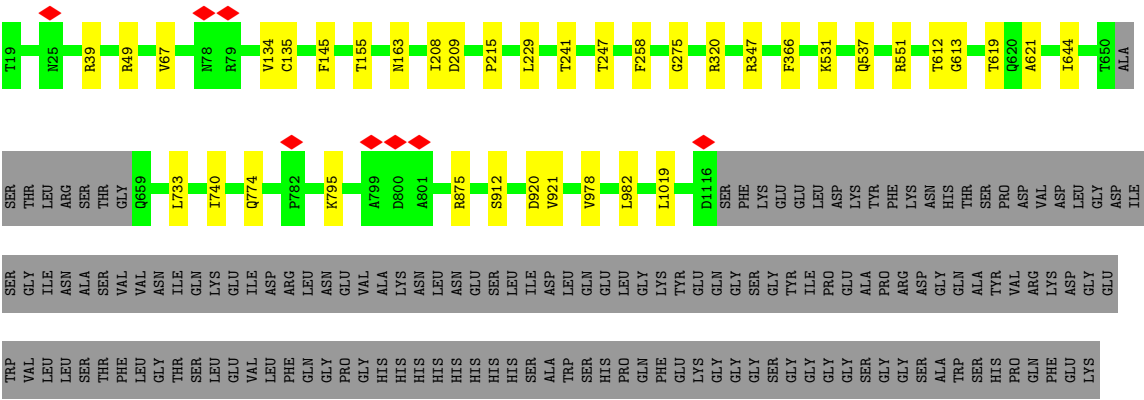 T19 N25 R39 R49 V67 N78 R79 V134 C135 F145 T155 N163 I208 D209 P215 L229 T241 T247 F258 G275 R320 R347 F366 K531 Q537 R551 T612 G613 T619 Q620 A621 I644 T650 ALA
SER THR LEU ARG SER THR GLY Q659 L733 I740 Q774 P782 K795 A799 D800 A801 R875 S912 D920 V921 V978 L982 L1019 D1116 SER PHE LYS GLU GLU LEU ASP LYS TYR PHE LYS ASN HIS THR SER PRO ASP VAL ASP LEU GLY ASP ILE
SER GLY ILE ASN ALA SER VAL VAL ASN ILE GLN LYS GLU ILE ASP ARG LEU ASN GLU VAL ALA LYS ASN LEU ASN GLU SER LEU ILE ASP LEU GLN GLU LEU GLY LYS TYR GLU GLN GLY SER GLY TYR ILE PRO GLU ALA PRO ARG ASP GLY GLN ALA TYR VAL ARG LYS ASP GLY GLU
TRP VAL LEU LEU SER THR PHE LEU GLY THR SER LEU GLU VAL LEU PHE GLN GLY PRO GLY HIS HIS HIS HIS HIS HIS HIS HIS SER ALA TRP SER HIS PRO GLN PHE GLU LYS GLY GLY GLY SER GLY GLY GLY GLY SER GLY GLY SER ALA TRP SER HIS PRO GLN PHE GLU LYS